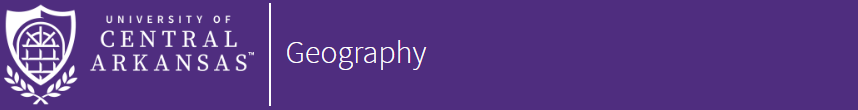 UNIVERSITY OF
CENTRAL
ARKANSAS™
Geography